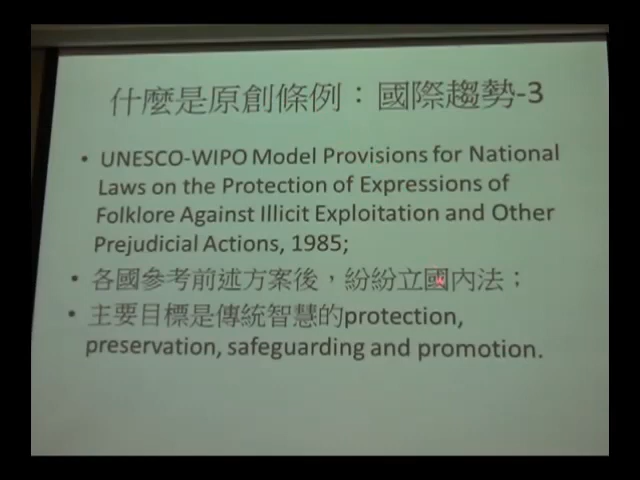 什麼是原創條例：國際趨勢-3
• UNESCO-WIPO Model Provisions for National
Laws on the Protection of Expressions of
Folklore Against Illicit Exploitation and Other
Prejudicial Actions, 1985;
• 各國參考前述方案後，紛紛立國內法；
• 主要目標是傳統智慧的protection,
preservation, safeguarding and promotion.